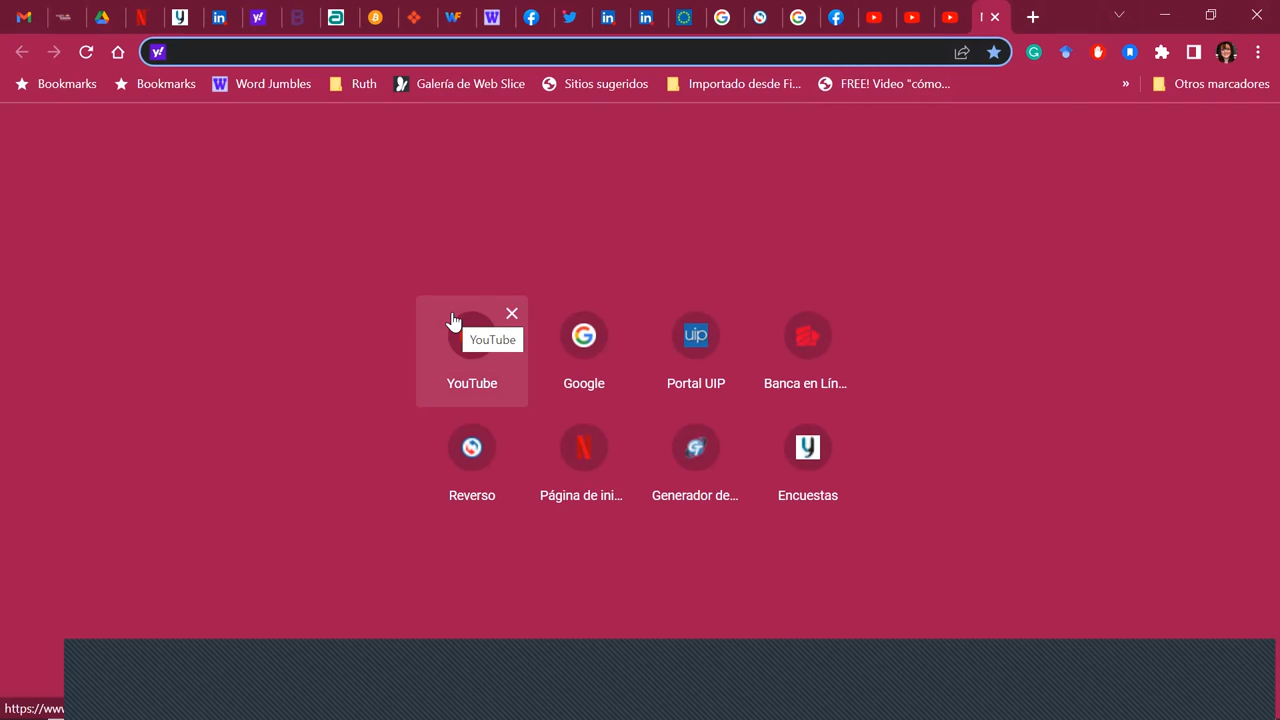 Bookmarks
Bookmarks
Word Jumbles
Ruth
Galería de Web Slice
Sitios sugeridos
Importado desde Fi...
FREE! Video "cómo...
»
Otros marcadores
YouTube
YouTube
Google
Portal UIP
Banca en Lín...
Reverso
Página de ini...
Generador de...
Encuestas
https://www